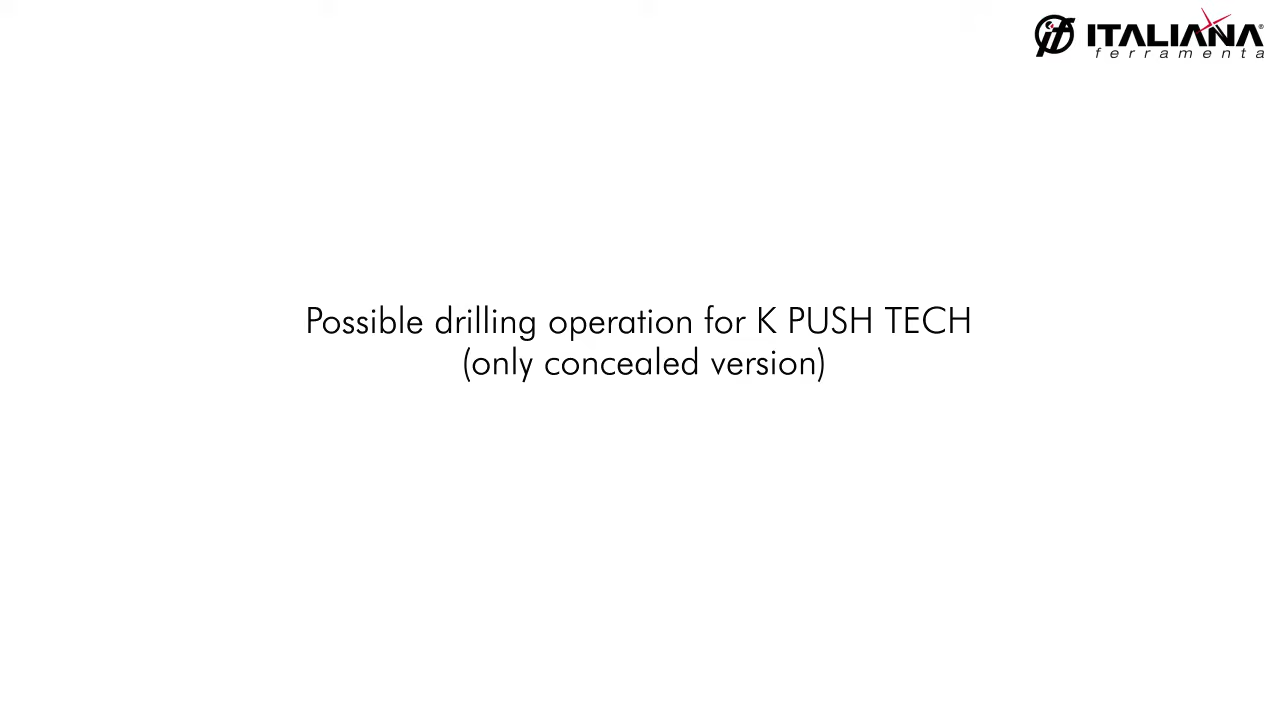 ITALIANA®
ferramenta
Possible drilling operation for K PUSH TECH
(only concealed version)